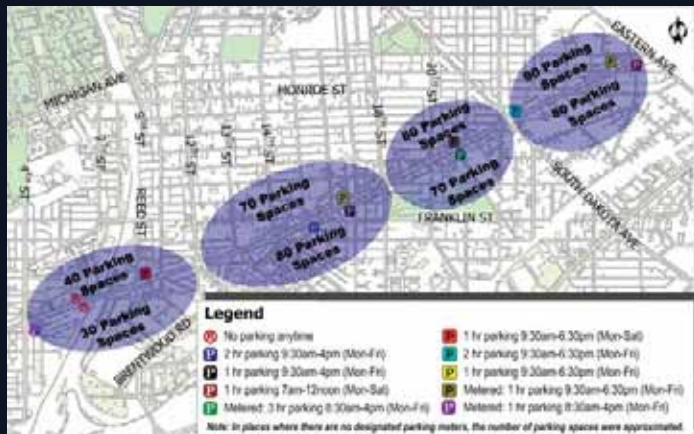 EASTERN AVE
MICHIGAN AVE
MONROE ST
20TH ST
18TH ST
4TH ST
7TH ST
9TH ST
12TH ST
13TH ST
14TH ST
REED ST
80 Parking
Spaces
80 Parking
Spaces
60 Parking
Spaces
70 Parking
Spaces
70 Parking
Spaces
80 Parking
Spaces
40 Parking
Spaces
30 Parking
Spaces
FRANKLIN ST
SOUTH DAKOTA AVE
BRENTWOOD RD
Legend
No parking anytime
P 2 hr parking 9:30am-4pm (Mon-Fri)
P 1 hr parking 9:30am-4pm (Mon-Fri)
P 1 hr parking 7am-12noon (Mon-Sat)
P Metered: 3 hr parking 8:30am-4pm (Mon-Fri)
P 1 hr parking 9:30am-6:30pm (Mon-Sat)
P 2 hr parking 9:30am-6:30pm (Mon-Fri)
P 1 hr parking 9:30am-6:30pm (Mon-Fri)
P Metered: 1 hr parking 9:30am-6:30pm (Mon-Fri)
P Metered: 1 hr parking 8:30am-4pm (Mon-Fri)
Note: In places where there are no designated parking meters, the number of parking spaces were approximated.